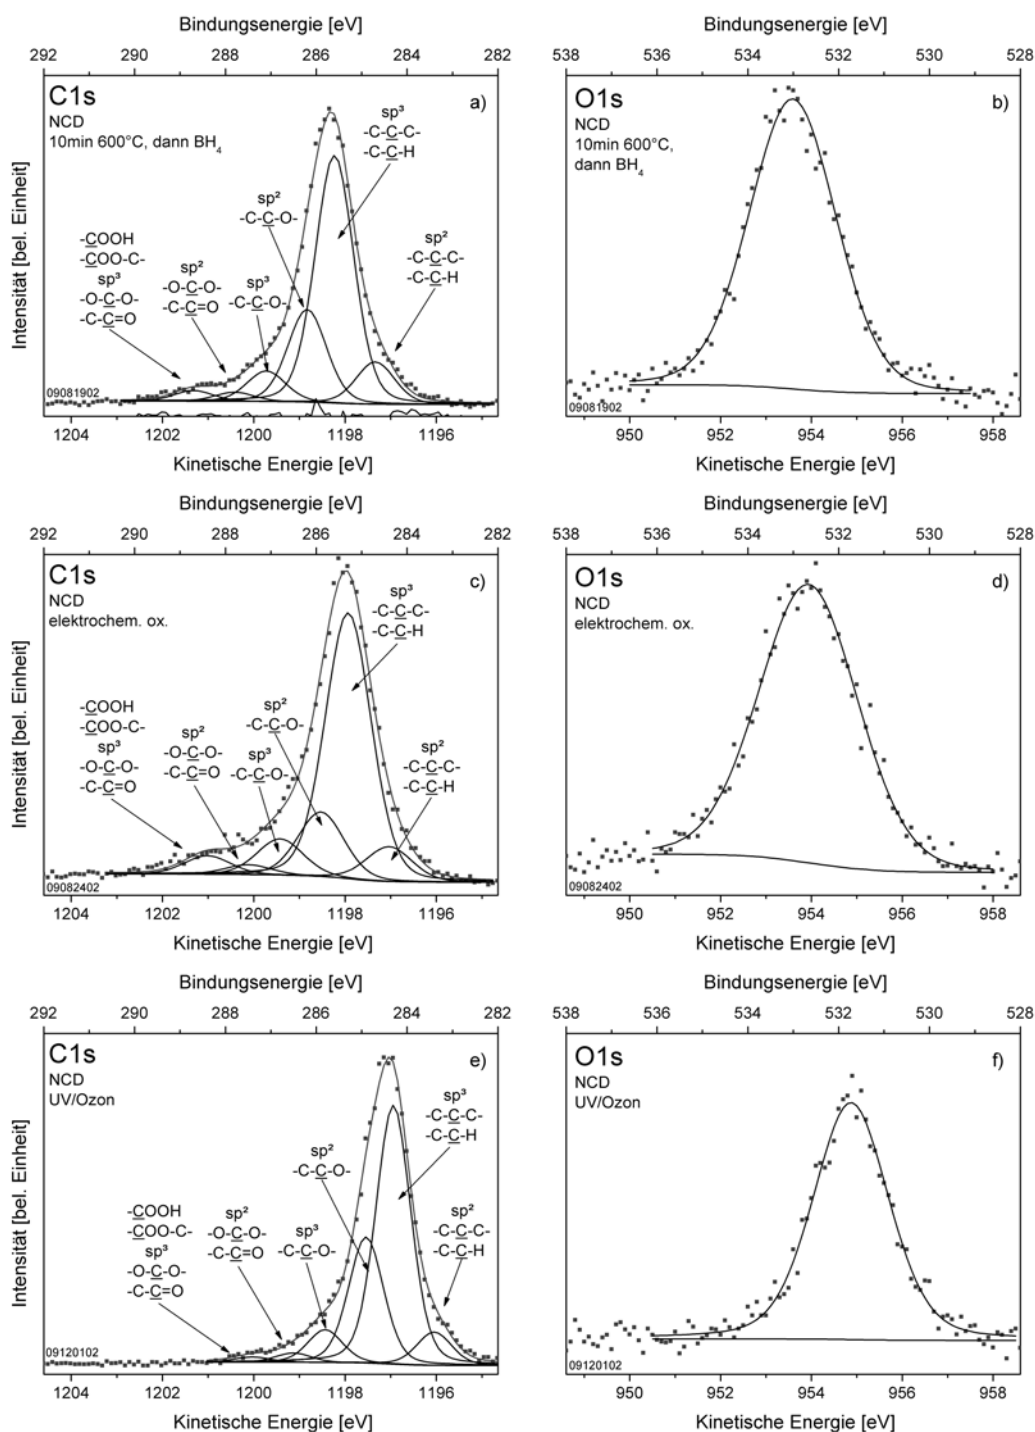 Bindungsenergie [eV]
292 290 288 286 284 282
C1s
NCD
10min 600°C, dann BH₄
a)
sp³
-C-C-C-
-C-C-H
sp²
-C-C-O-
sp²
-C-C-C-
-C-C-H
-COOH
-COO-C-
sp³
-O-C-O-
-C-C=O
sp²
-O-C-O-
-C-C=O
sp³
-C-C-O-
09081902
Intensität [bel. Einheit]
1204 1202 1200 1198 1196
Kinetische Energie [eV]
Bindungsenergie [eV]
538 536 534 532 530 528
O1s
NCD
10min 600°C,
dann BH₄
b)
09081902
950 952 954 956 958
Kinetische Energie [eV]
Bindungsenergie [eV]
292 290 288 286 284 282
C1s
NCD
elektrochem. ox.
c)
sp³
-C-C-C-
-C-C-H
sp²
-C-C-O-
-COOH
-COO-C-
sp³
-O-C-O-
-C-C=O
sp²
-O-C-O-
-C-C=O
sp³
-C-C-O-
sp²
-C-C-C-
-C-C-H
09082402
Intensität [bel. Einheit]
1204 1202 1200 1198 1196
Kinetische Energie [eV]
Bindungsenergie [eV]
538 536 534 532 530 528
O1s
NCD
elektrochem. ox.
d)
09082402
950 952 954 956 958
Kinetische Energie [eV]
Bindungsenergie [eV]
292 290 288 286 284 282
C1s
NCD
UV/Ozon
e)
sp³
-C-C-C-
-C-C-H
sp²
-C-C-O-
-COOH
-COO-C-
sp³
-O-C-O-
-C-C=O
sp²
-O-C-O-
-C-C=O
sp³
-C-C-O-
sp²
-C-C-C-
-C-C-H
09120102
Intensität [bel. Einheit]
1204 1202 1200 1198 1196
Kinetische Energie [eV]
Bindungsenergie [eV]
538 536 534 532 530 528
O1s
NCD
UV/Ozon
f)
09120102
950 952 954 956 958
Kinetische Energie [eV]